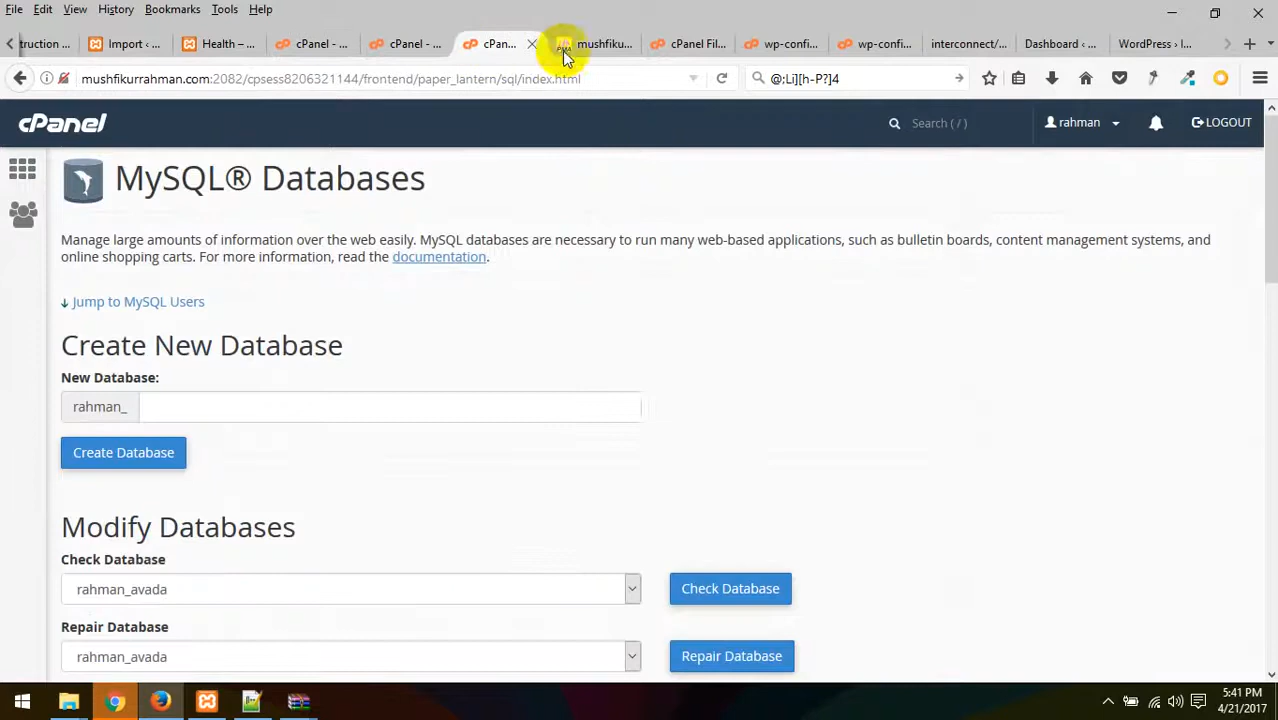 File Edit View History Bookmarks Tools Help
truction ... Import ‹ ... Health – ... cPanel - ... cPanel - ... cPan... mushfiku... cPanel Fil... wp-confi... wp-confi... interconnect/... Dashboard ‹ ... WordPress › I...
mushfikurrahman.com:2082/cpsess8206321144/frontend/paper_lantern/sql/index.html @:Li][h-P?]4
cPanel Search ( / ) rahman LOGOUT
MySQL® Databases
Manage large amounts of information over the web easily. MySQL databases are necessary to run many web-based applications, such as bulletin boards, content management systems, and
online shopping carts. For more information, read the documentation.
Jump to MySQL Users
Create New Database
New Database:
rahman_
Create Database
Modify Databases
Check Database
rahman_avada Check Database
Repair Database
rahman_avada Repair Database
5:41 PM
4/21/2017